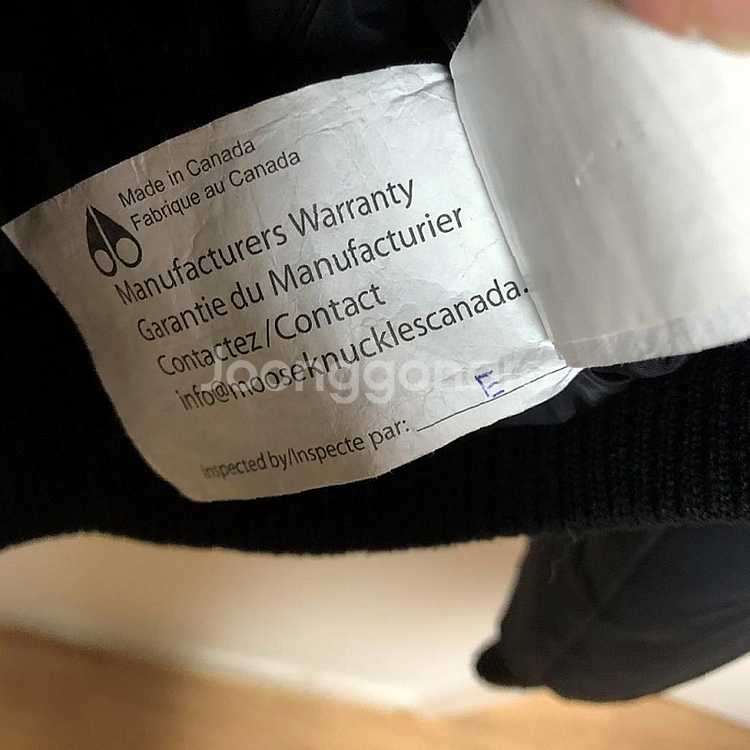 Made in Canada
Fabrique au Canada
Manufacturers Warranty
Garantie du Manufacturier
Contactez/Contact
info@mooseknucklescanada.
Joonggona
Inspected by/Inspecte par: E